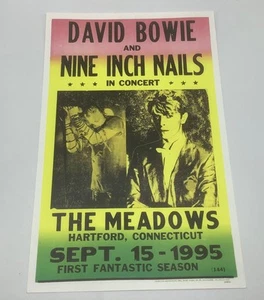 DAVID BOWIE
AND
NINE INCH NAILS
★ ★ ★ IN CONCERT ★ ★ ★
THE MEADOWS
HARTFORD, CONNECTICUT
SEPT. 15-1995
FIRST FANTASTIC SEASON